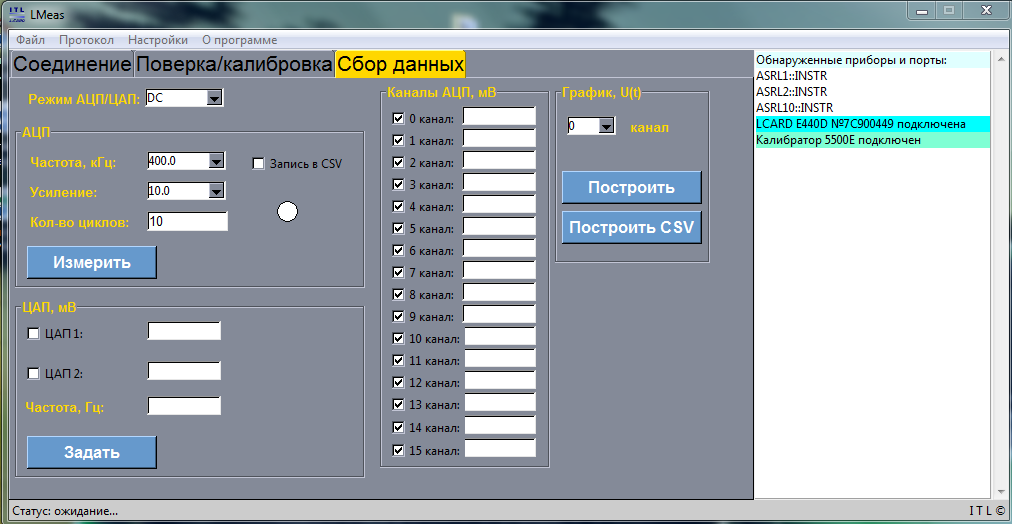 ITL
LMeas
Файл Протокол Настройки О программе
Соединение Поверка/калибровка Сбор данных
Режим АЦП/ЦАП: DC
АЦП
Частота, кГц: 400.0
Запись в CSV
Усиление: 10.0
Кол-во циклов: 10
Измерить
ЦАП, мВ
ЦАП 1:
ЦАП 2:
Частота, Гц:
Задать
Каналы АЦП, мВ
0 канал:
1 канал:
2 канал:
3 канал:
4 канал:
5 канал:
6 канал:
7 канал:
8 канал:
9 канал:
10 канал:
11 канал:
12 канал:
13 канал:
14 канал:
15 канал:
График, U(t)
0 канал
Построить
Построить CSV
Обнаруженные приборы и порты:
ASRL1::INSTR
ASRL2::INSTR
ASRL10::INSTR
LCARD E440D №7C900449 подключена
Калибратор 5500E подключен
Статус: ожидание...
I T L ©